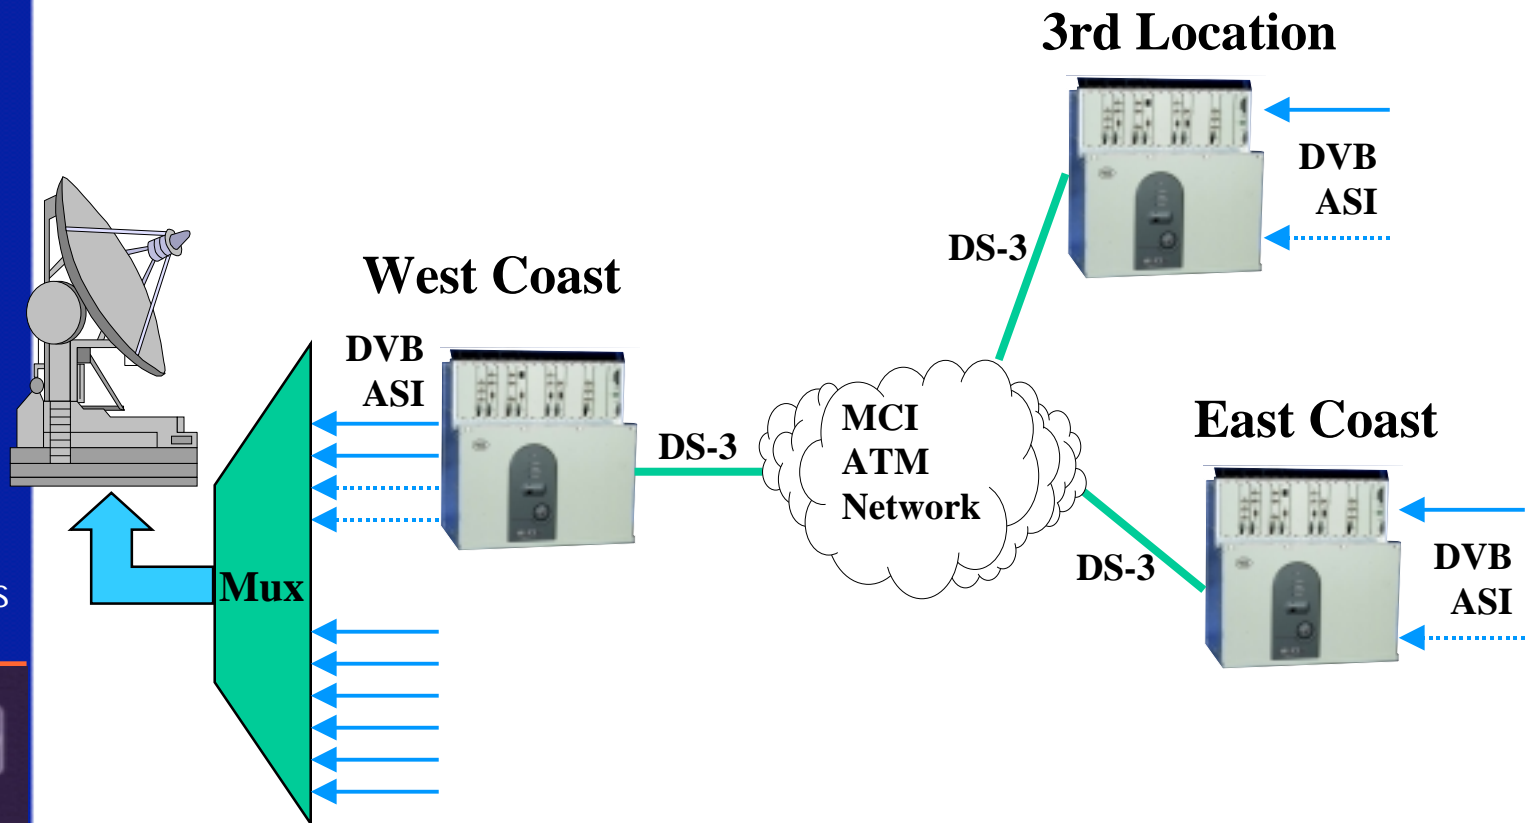 3rd Location
DVB
ASI
DS-3
West Coast
DVB
ASI
DS-3
MCI
ATM
Network
East Coast
DS-3
DVB
ASI
Mux
S